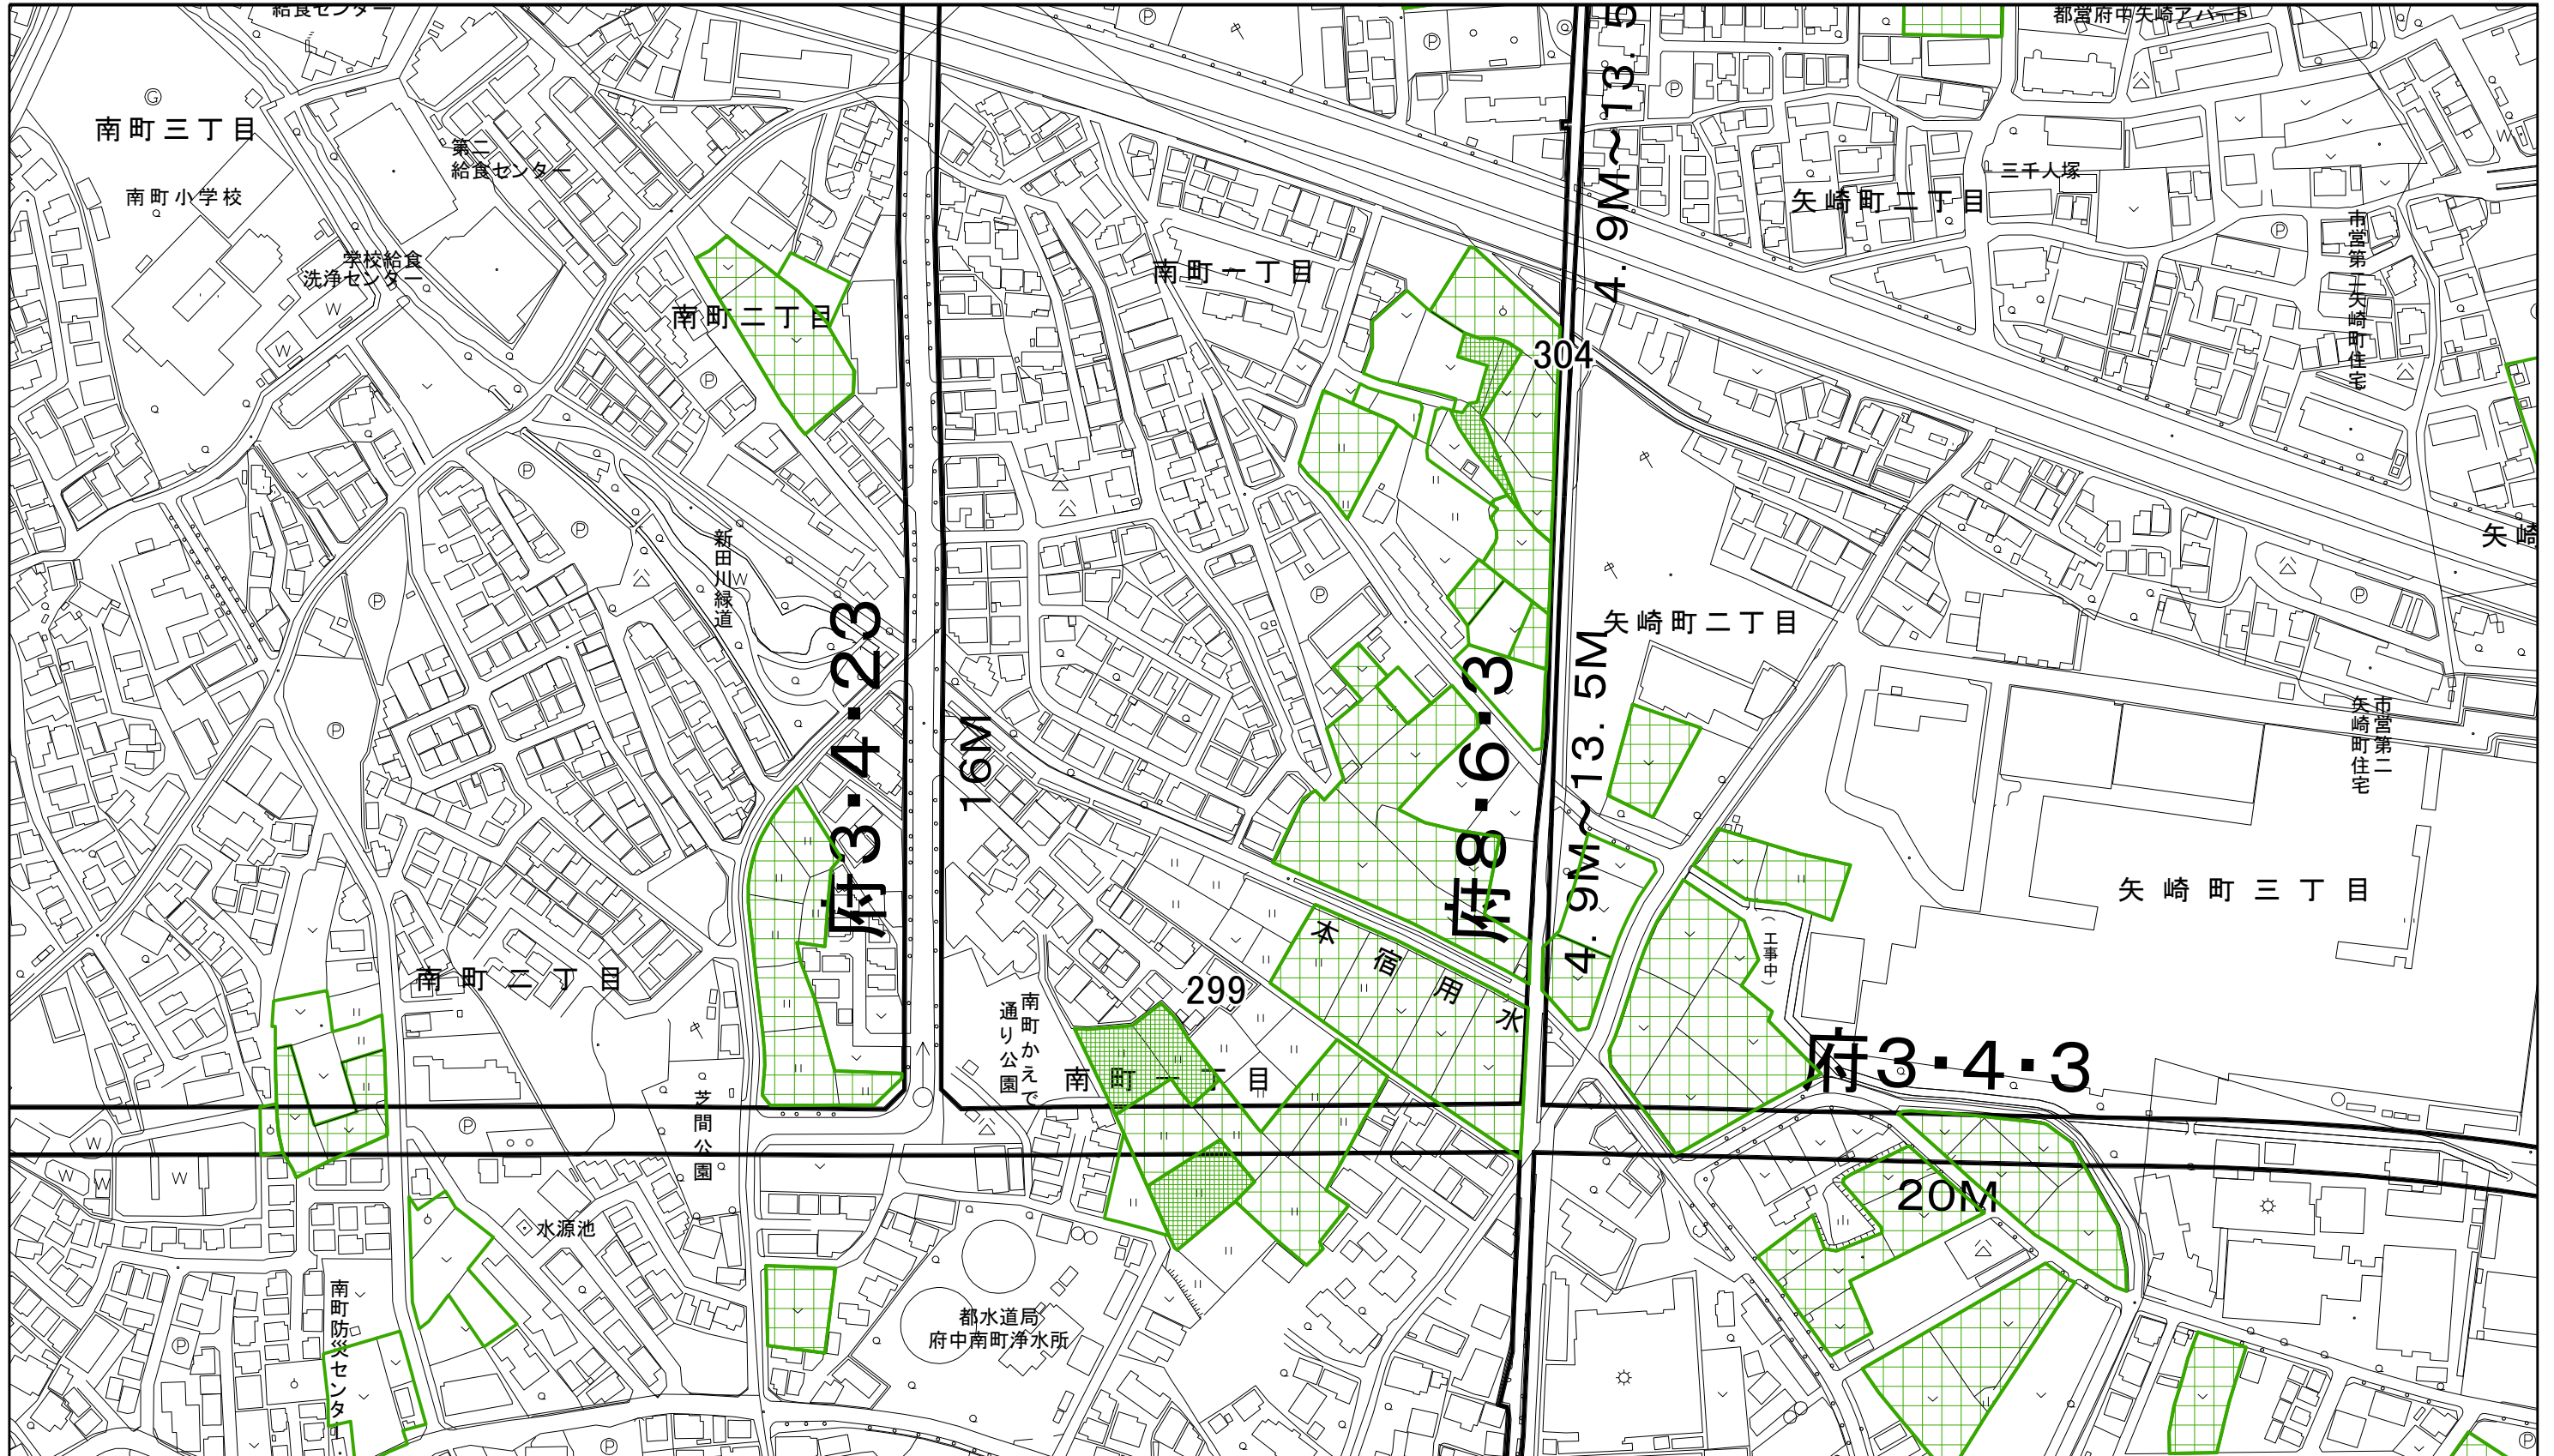 給食センター
都営府中矢崎アパート
4.9M〜13.5
南町三丁目
第二
給食センター
南町小学校
学校給食
洗浄センター
三千人塚
矢崎町二丁目
市営第二矢崎町住宅
南町一丁目
南町二丁目
304
矢崎
新田川緑道
矢崎町二丁目
府3・4・23
16M
府8・6・3
4.9M〜13.5M
市営第二
矢崎町住宅
矢崎町三丁目
(工事中)
本宿用水
南町二丁目
299
南町かえで
通り公園
南町一丁目
府3・4・3
芝間公園
20M
水源池
南町防災センター
都水道局
府中南町浄水所